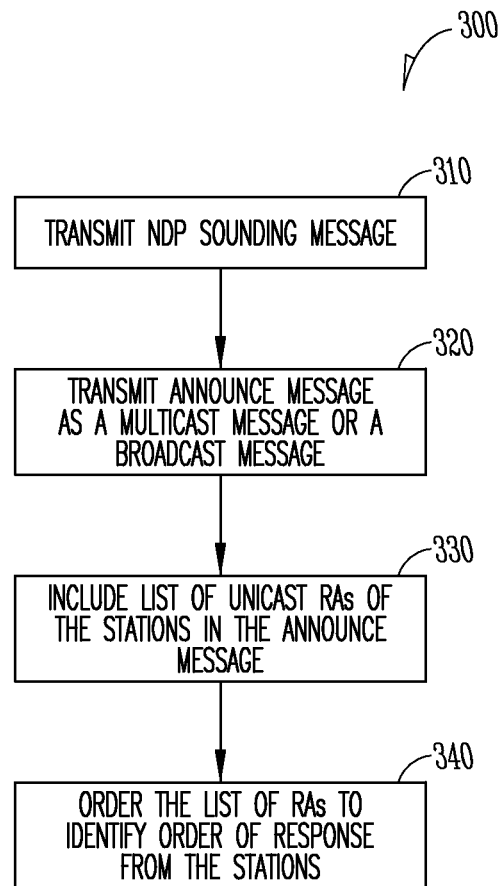 300
310
TRANSMIT NDP SOUNDING MESSAGE
320
TRANSMIT ANNOUNCE MESSAGE
AS A MULTICAST MESSAGE OR A
BROADCAST MESSAGE
330
INCLUDE LIST OF UNICAST RAs OF
THE STATIONS IN THE ANNOUNCE
MESSAGE
340
ORDER THE LIST OF RAs TO
IDENTIFY ORDER OF RESPONSE
FROM THE STATIONS